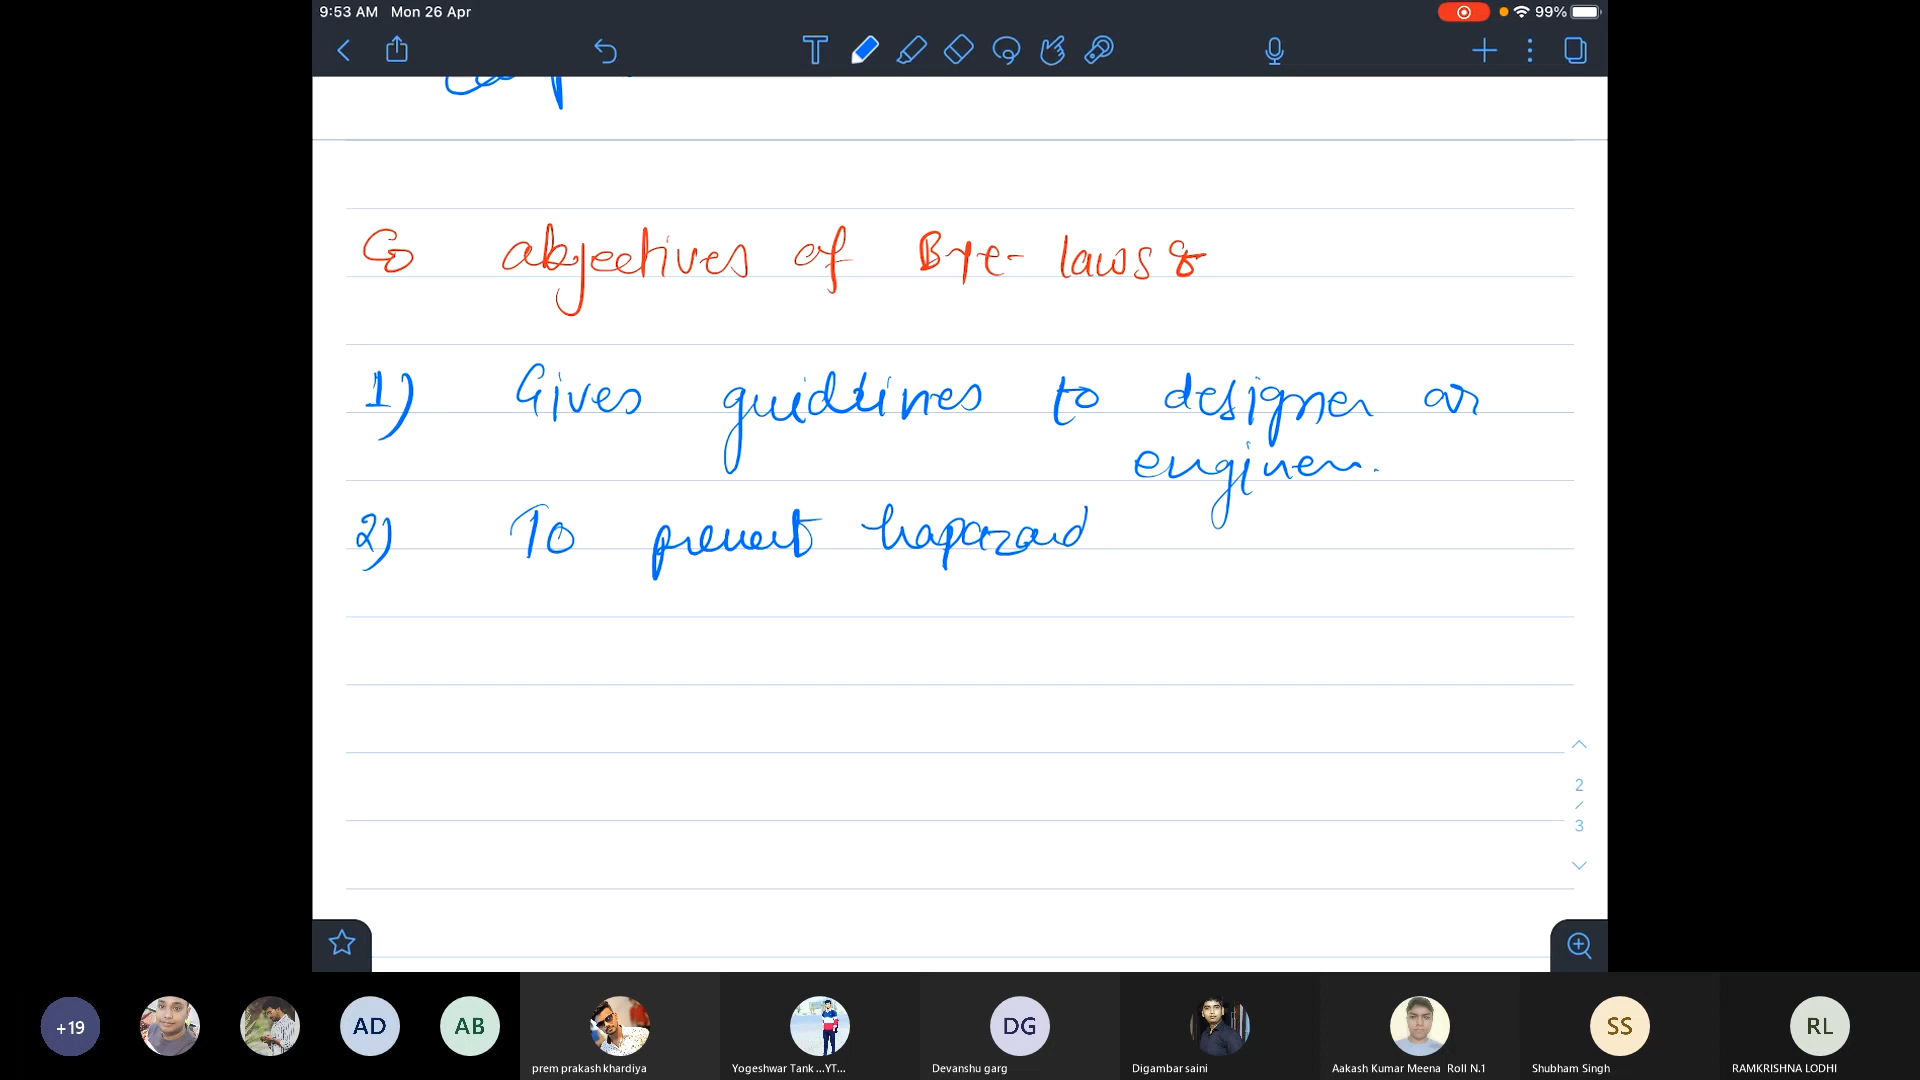 9:53 AM Mon 26 Apr
99%
objectives of Bye-laws
1) Gives guidlines to designer or
engineer.
2) To prevent hapazard
2
/
3
+19
AD
AB
DG
SS
RL
prem prakash khardiya
Yogeshwar Tank ...YT...
Devanshu garg
Digambar saini
Aakash Kumar Meena Roll N.1
Shubham Singh
RAMKRISHNA LODHI